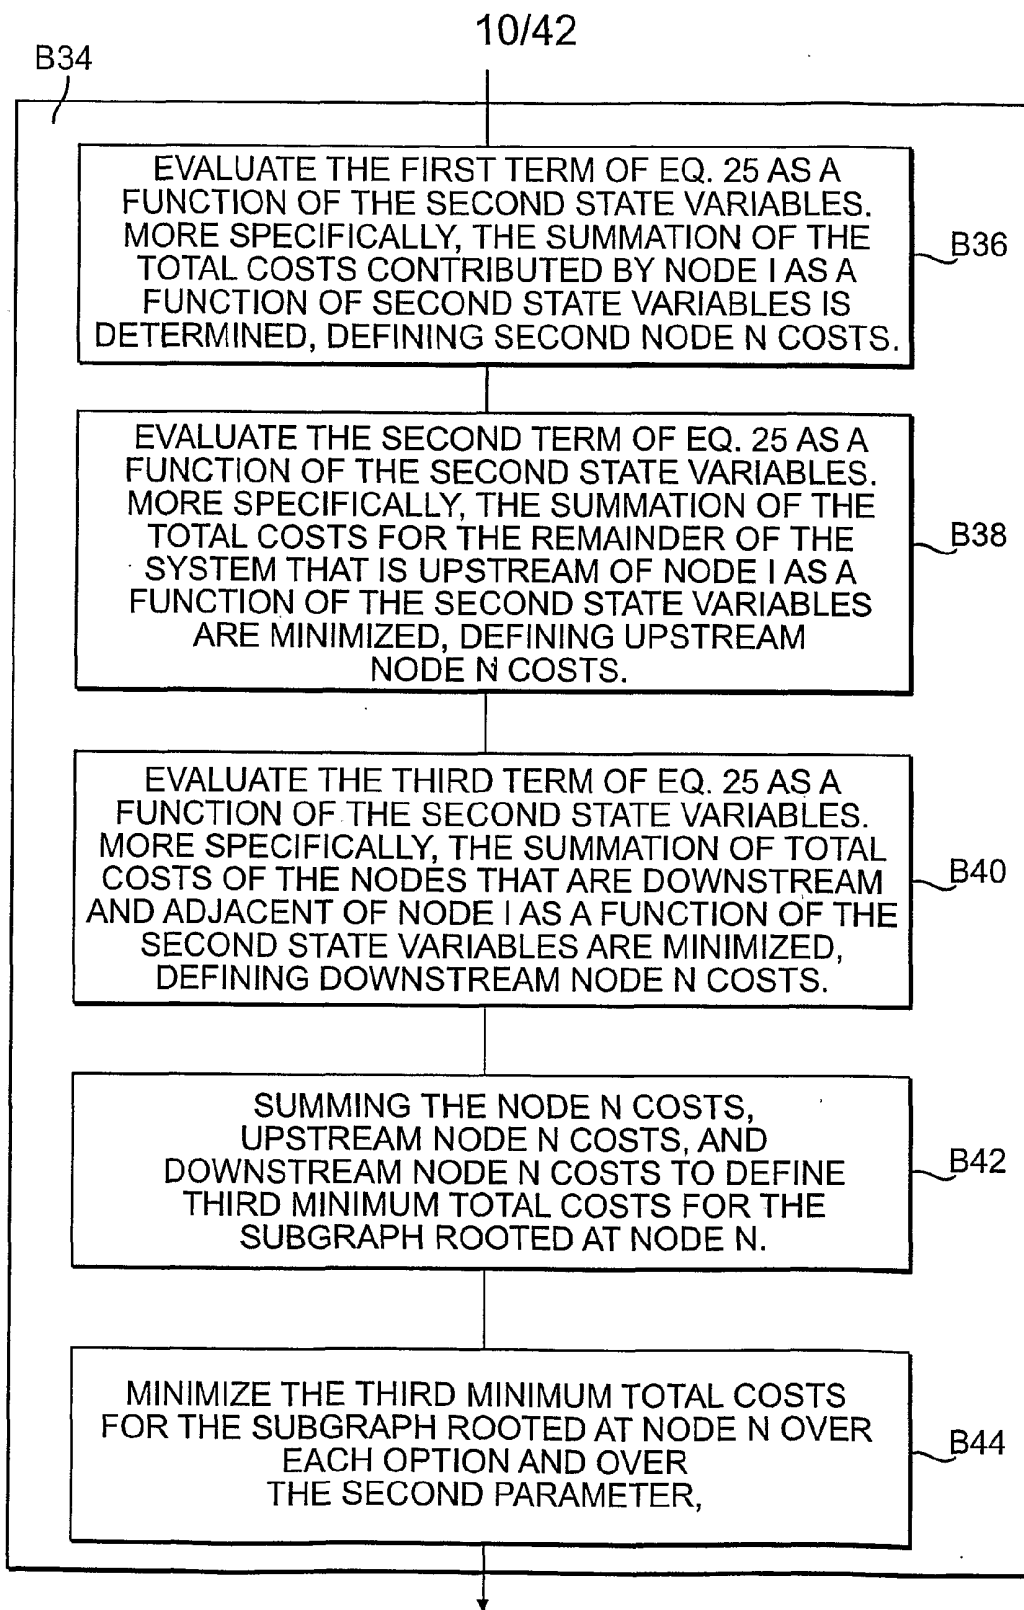 10/42
B34
EVALUATE THE FIRST TERM OF EQ. 25 AS A
FUNCTION OF THE SECOND STATE VARIABLES.
MORE SPECIFICALLY, THE SUMMATION OF THE
TOTAL COSTS CONTRIBUTED BY NODE I AS A
FUNCTION OF SECOND STATE VARIABLES IS
DETERMINED, DEFINING SECOND NODE N COSTS.
B36
EVALUATE THE SECOND TERM OF EQ. 25 AS A
FUNCTION OF THE SECOND STATE VARIABLES.
MORE SPECIFICALLY, THE SUMMATION OF THE
TOTAL COSTS FOR THE REMAINDER OF THE
SYSTEM THAT IS UPSTREAM OF NODE I AS A
FUNCTION OF THE SECOND STATE VARIABLES
ARE MINIMIZED, DEFINING UPSTREAM
NODE N COSTS.
B38
EVALUATE THE THIRD TERM OF EQ. 25 AS A
FUNCTION OF THE SECOND STATE VARIABLES.
MORE SPECIFICALLY, THE SUMMATION OF TOTAL
COSTS OF THE NODES THAT ARE DOWNSTREAM
AND ADJACENT OF NODE I AS A FUNCTION OF THE
SECOND STATE VARIABLES ARE MINIMIZED,
DEFINING DOWNSTREAM NODE N COSTS.
B40
SUMMING THE NODE N COSTS,
UPSTREAM NODE N COSTS, AND
DOWNSTREAM NODE N COSTS TO DEFINE
THIRD MINIMUM TOTAL COSTS FOR THE
SUBGRAPH ROOTED AT NODE N.
B42
MINIMIZE THE THIRD MINIMUM TOTAL COSTS
FOR THE SUBGRAPH ROOTED AT NODE N OVER
EACH OPTION AND OVER
THE SECOND PARAMETER,
B44